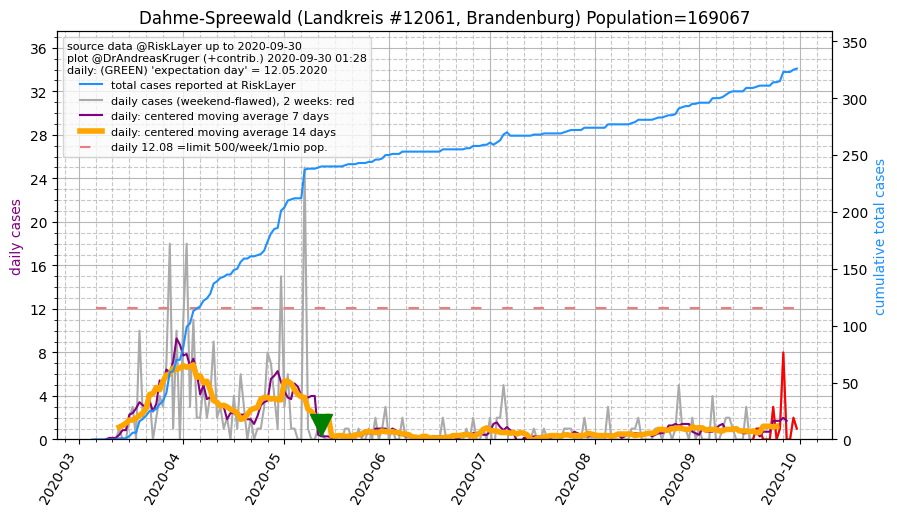 Dahme-Spreewald (Landkreis #12061, Brandenburg) Population=169067
source data @RiskLayer up to 2020-09-30
plot @DrAndreasKruger (+contrib.) 2020-09-30 01:28
daily: (GREEN) 'expectation day' = 12.05.2020
total cases reported at RiskLayer
daily cases (weekend-flawed), 2 weeks: red
daily: centered moving average 7 days
daily: centered moving average 14 days
daily 12.08 =limit 500/week/1mio pop.
daily cases
36
32
28
24
20
16
12
8
4
0
cumulative total cases
350
300
250
200
150
100
50
0
2020-03
2020-04
2020-05
2020-06
2020-07
2020-08
2020-09
2020-10